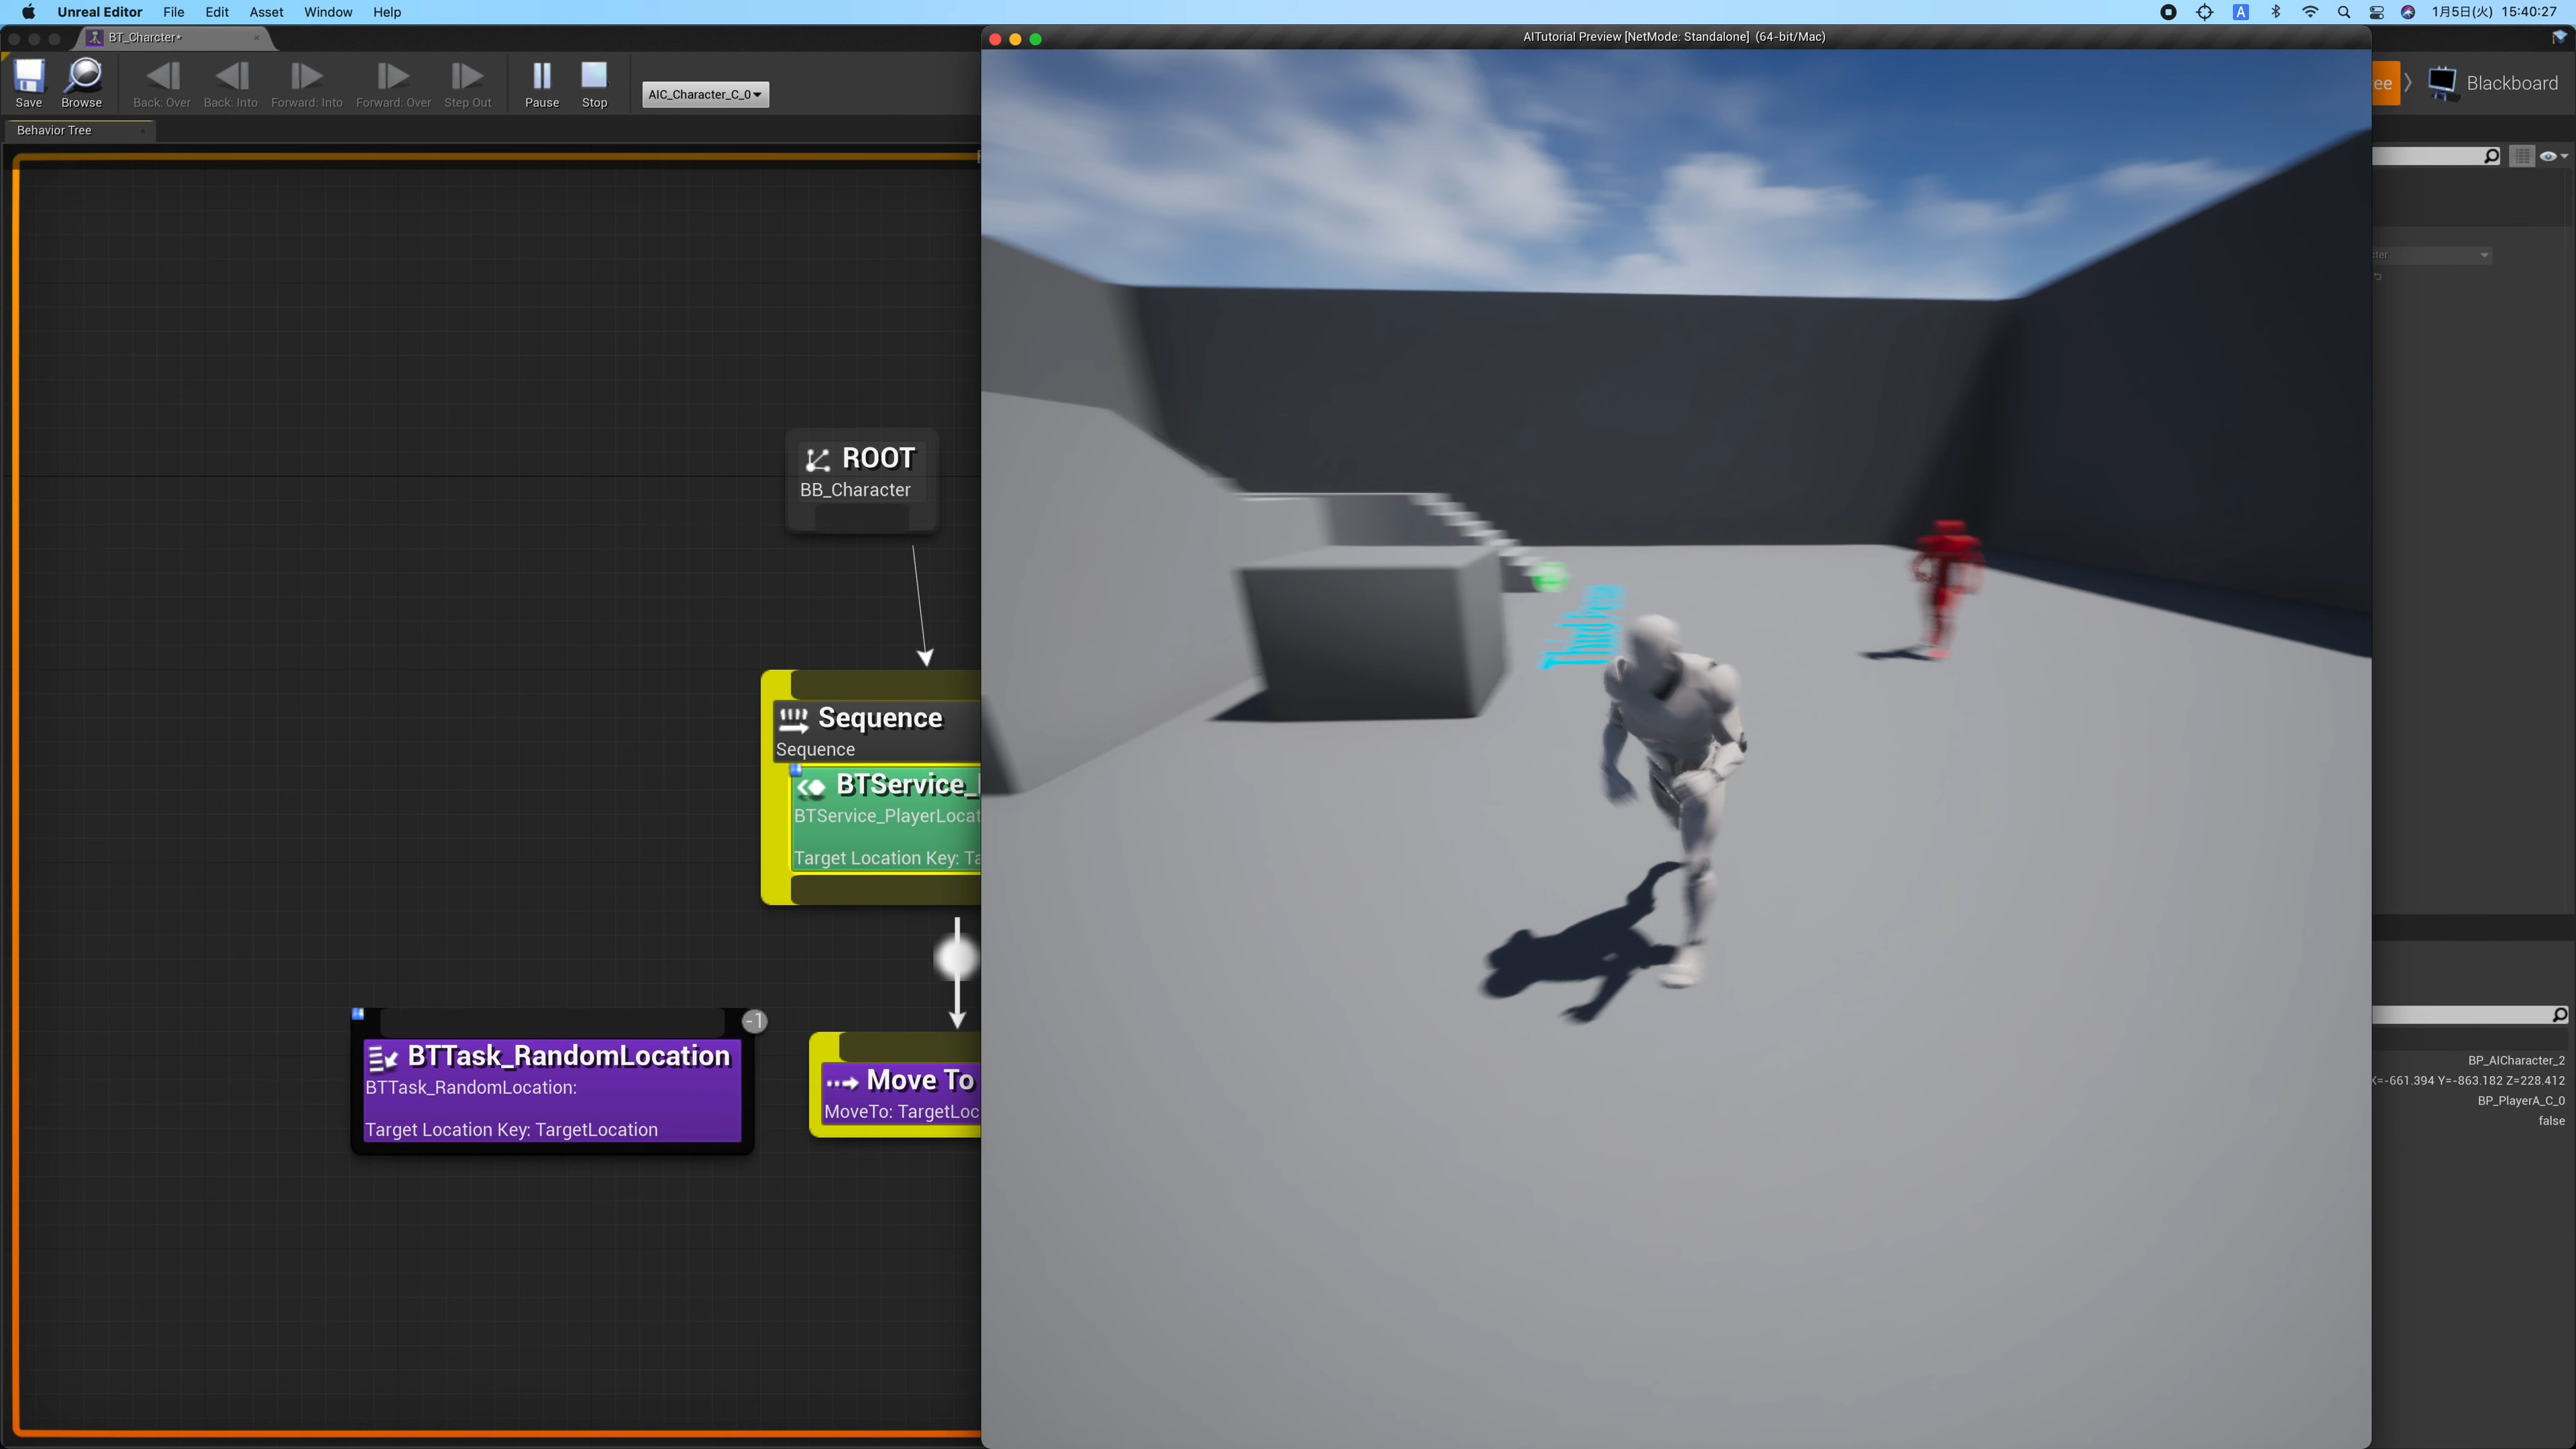 Unreal Editor File Edit Asset Window Help
A 1月5日(火) 15:40:27
BT_Charcter*
AITutorial Preview [NetMode: Standalone] (64-bit/Mac)
Save Browse Back: Over Back: Into Forward: Into Forward: Over Step Out Pause Stop
AIC_Character_C_0
ee Blackboard
Behavior Tree
cter
ROOT
BB_Character
Sequence
Sequence
BTService_
BTService_PlayerLocat
Target Location Key: Ta
-1
BTTask_RandomLocation
BTTask_RandomLocation:
Target Location Key: TargetLocation
Move To
MoveTo: TargetLoc
BP_AICharacter_2
X=-661.394 Y=-863.182 Z=228.412
BP_PlayerA_C_0
false